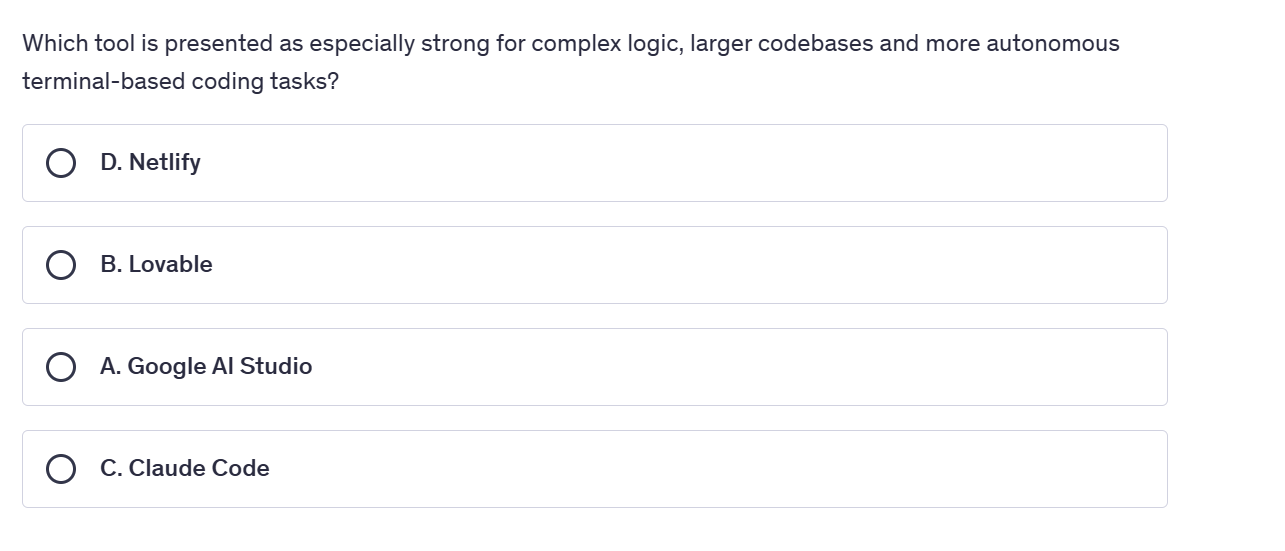 Which tool is presented as especially strong for complex logic, larger codebases and more autonomous
terminal-based coding tasks?
D. Netlify
B. Lovable
A. Google AI Studio
C. Claude Code